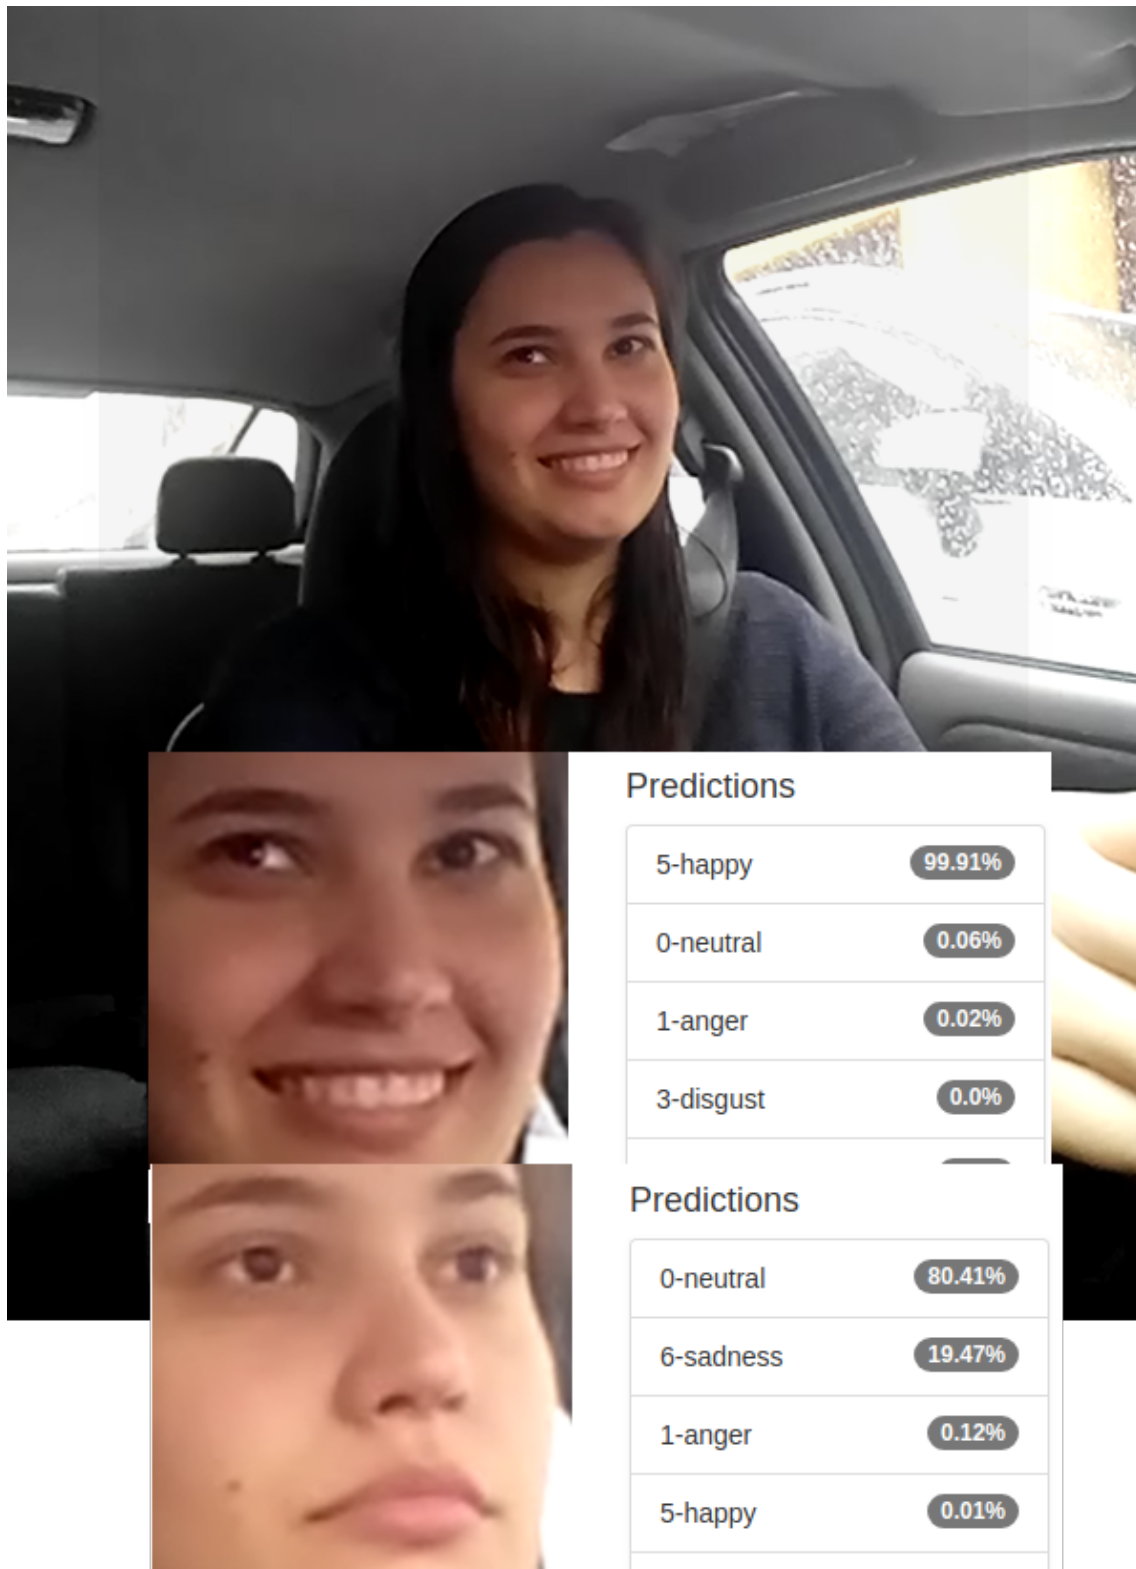 Predictions
5-happy 99.91%
0-neutral 0.06%
1-anger 0.02%
3-disgust 0.0%
Predictions
0-neutral 80.41%
6-sadness 19.47%
1-anger 0.12%
5-happy 0.01%